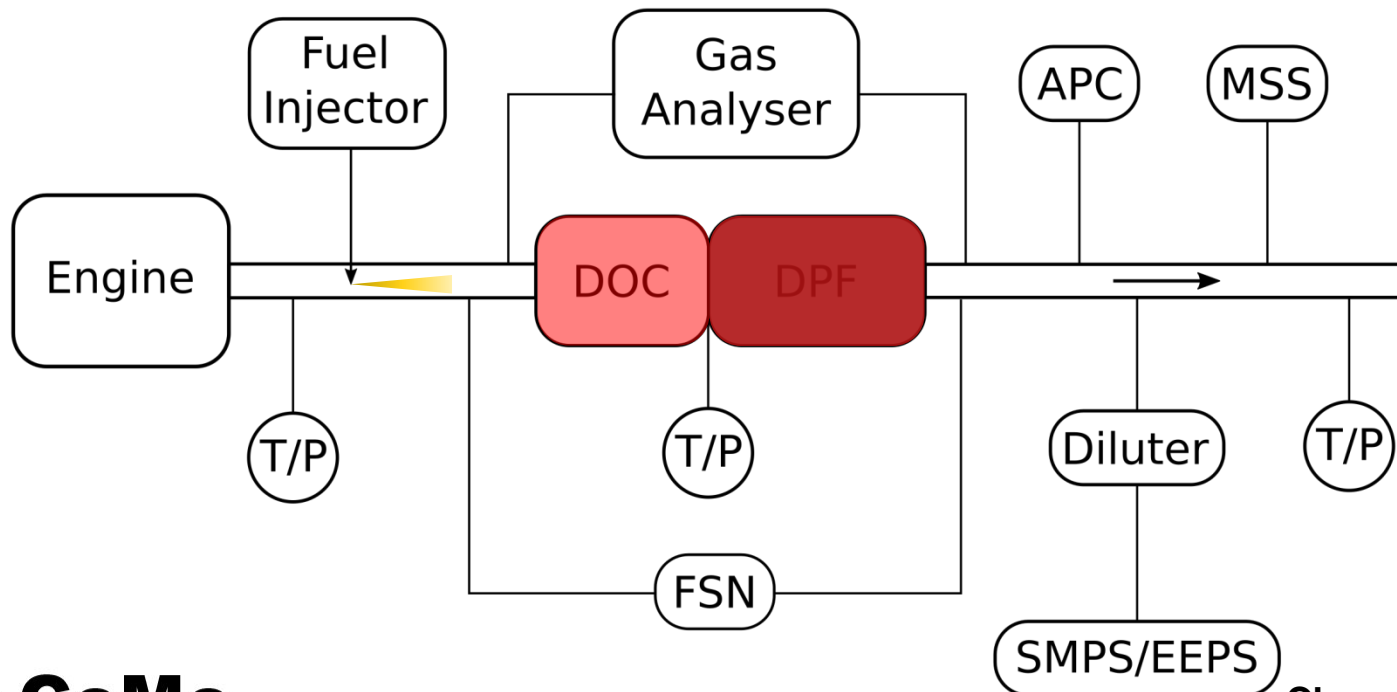 Fuel
Injector
Gas
Analyser
APC
MSS
Engine
DOC
DPF
T/P
T/P
Diluter
T/P
FSN
SMPS/EEPS